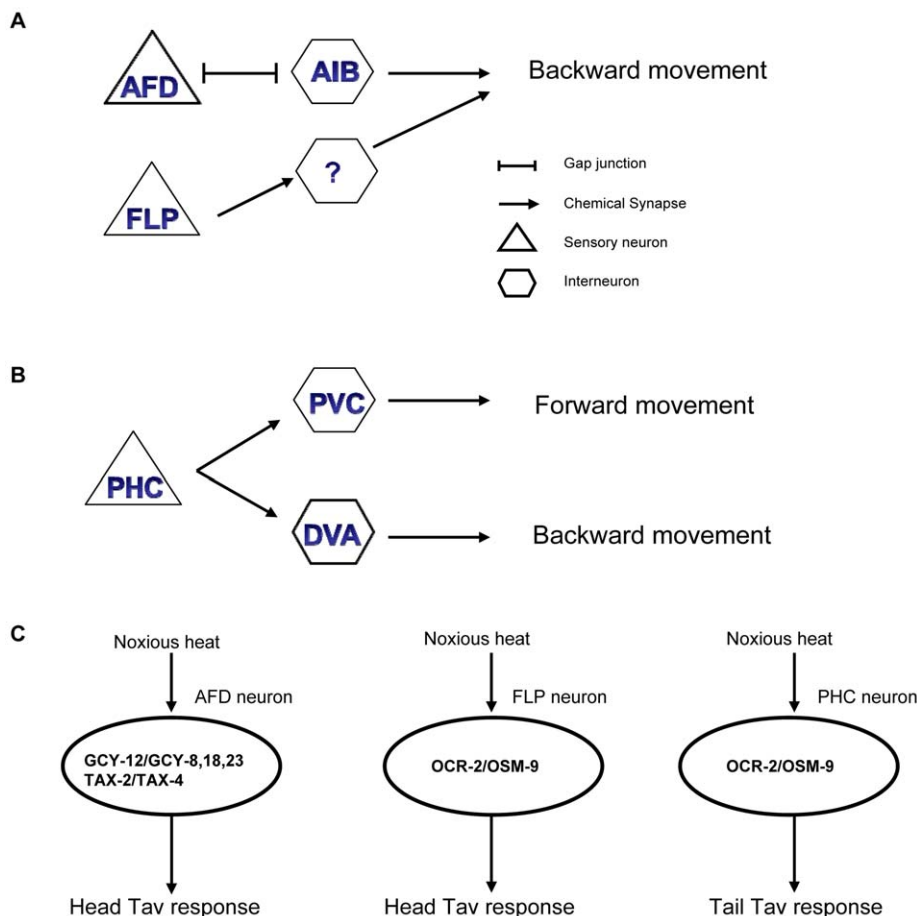 A
AFD
AIB
Backward movement
FLP
?
Gap junction
Chemical Synapse
Sensory neuron
Interneuron
B
PHC
PVC
Forward movement
DVA
Backward movement
C
Noxious heat
AFD neuron
GCY-12/GCY-8,18,23
TAX-2/TAX-4
Head Tav response
Noxious heat
FLP neuron
OCR-2/OSM-9
Head Tav response
Noxious heat
PHC neuron
OCR-2/OSM-9
Tail Tav response